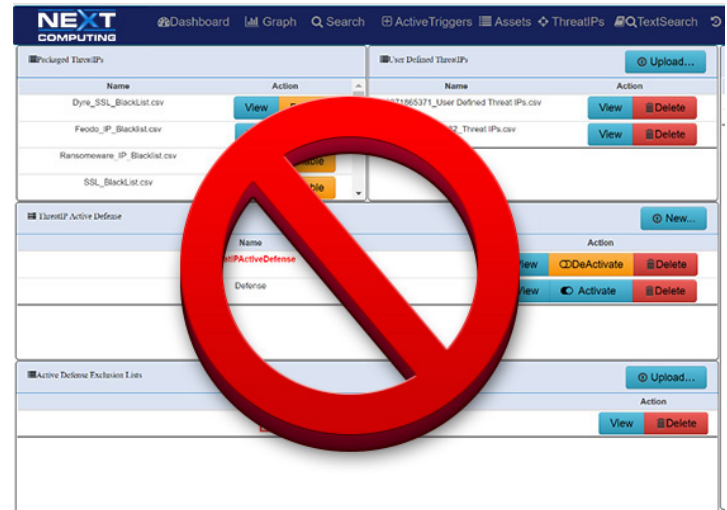 NEXT
COMPUTING
Dashboard Graph Search ActiveTriggers Assets ThreatIPs TextSearch
Packaged ThreatIPs
Name Action
Dyre_SSL_BlackList.csv View
Feodo_IP_Blacklist.csv
Ransomeware_IP_Blacklist.csv
SSL_BlackList.csv
User Defined ThreatIPs Upload...
Name Action
User Defined Threat IPs.csv View Delete
Threat IPs.csv View Delete
ThreatIP Active Defense New...
Name Action
DeActivate Delete
Defense View Activate Delete
Active Defense Exclusion Lists Upload...
Action
View Delete